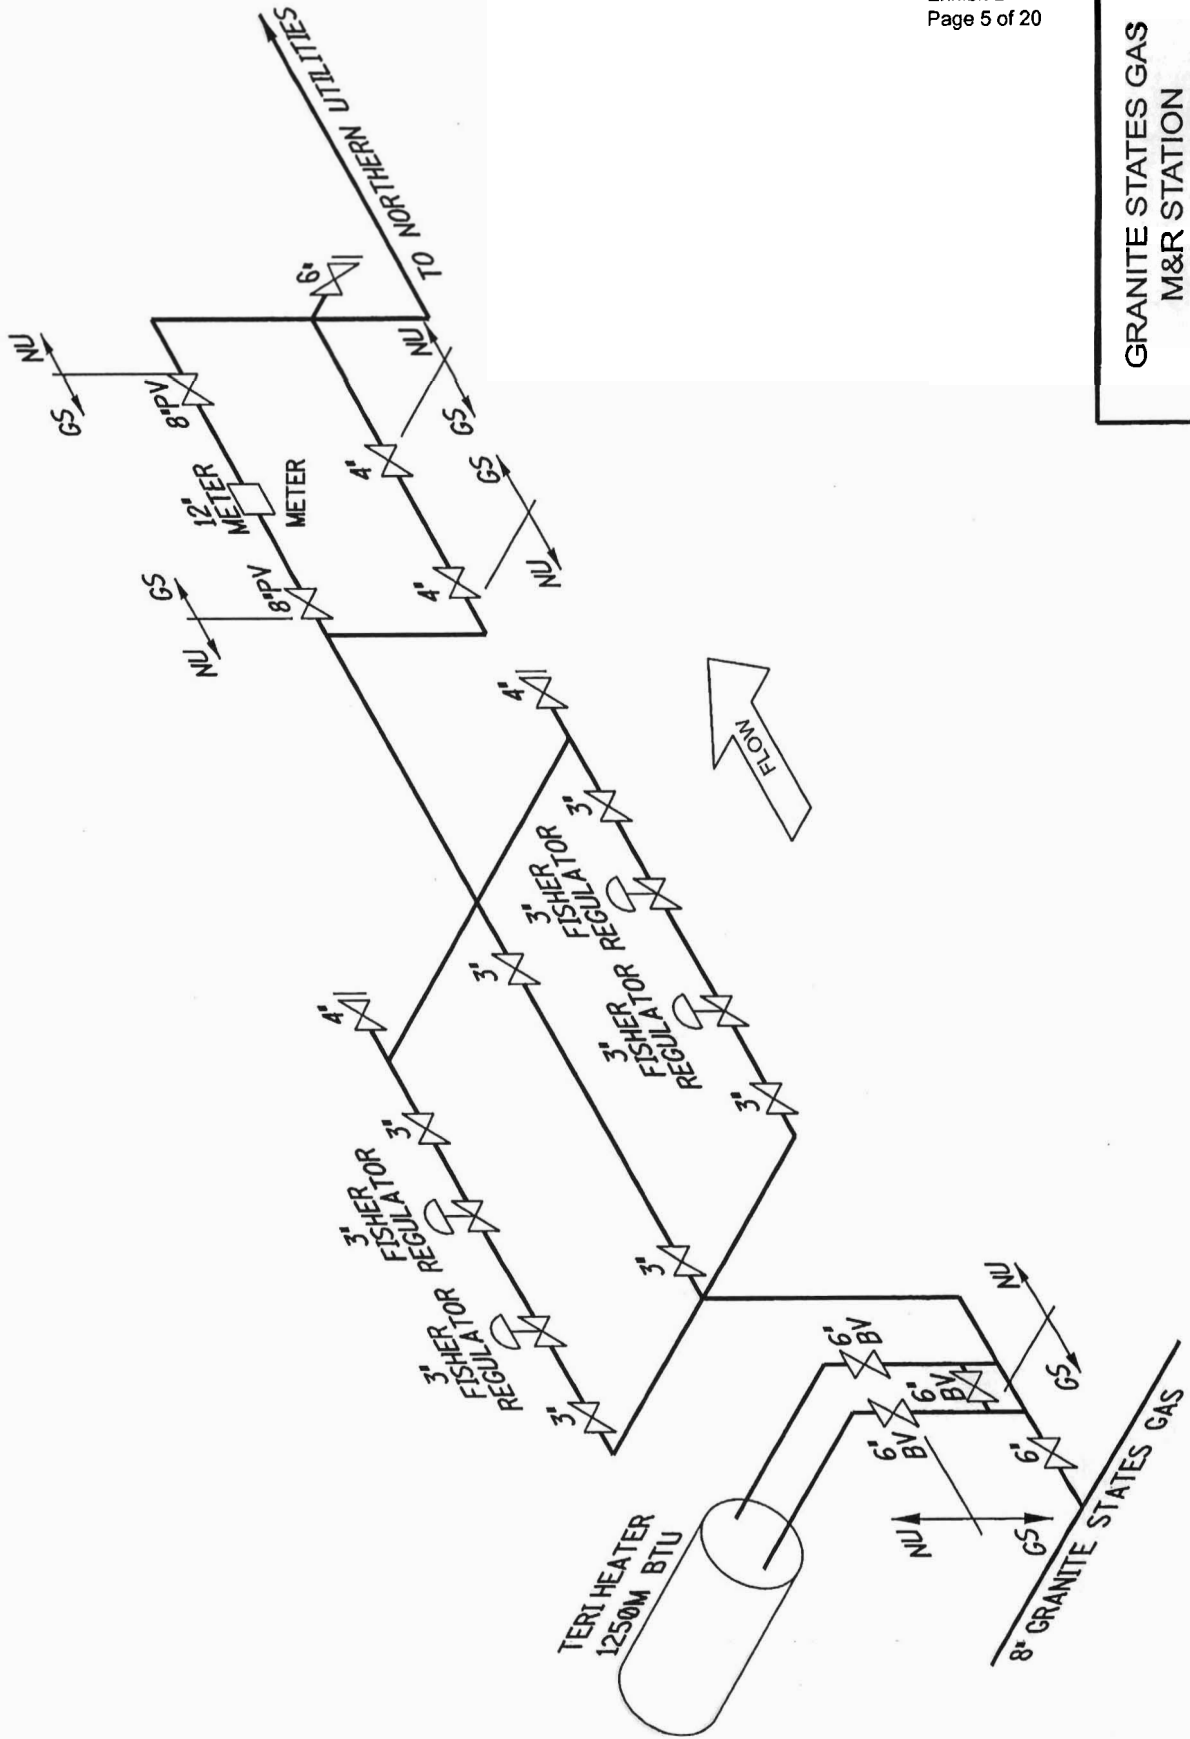 Page 5 of 20
GRANITE STATES GAS
M&R STATION
TO NORTHERN UTILITIES
6"
NU
GS
8"PV
12"
METER
METER
4"
NU
GS
GS
NU
4"
8"PV
GS
NU
4"
3"
3"
FISHER
REGULATOR
3"
FISHER
REGULATOR
3"
FLOW
3"
3"
4"
3"
3"
FISHER
REGULATOR
3"
FISHER
REGULATOR
3"
6"
BV
6"
BV
6"
BV
NU
GS
6"
NU
GS
TERI HEATER
1250M BTU
8" GRANITE STATES GAS